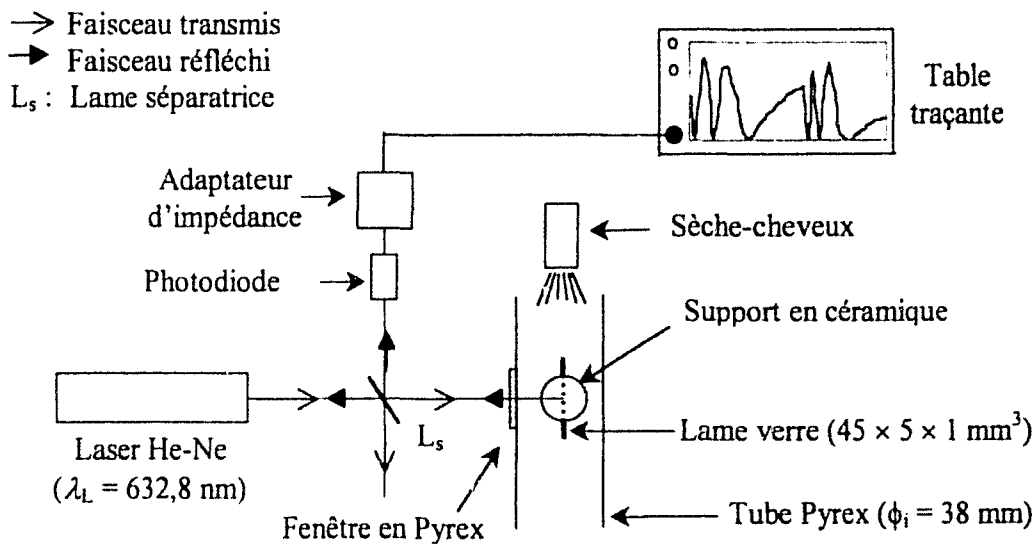 Faisceau transmis
Faisceau réfléchi
Lₛ : Lame séparatrice
Table
traçante
Adaptateur
d'impédance
Sèche-cheveux
Photodiode
Support en céramique
Lₛ
Laser He-Ne
(λL = 632,8 nm)
Lame verre (45 × 5 × 1 mm³)
Fenêtre en Pyrex
Tube Pyrex (ϕᵢ = 38 mm)